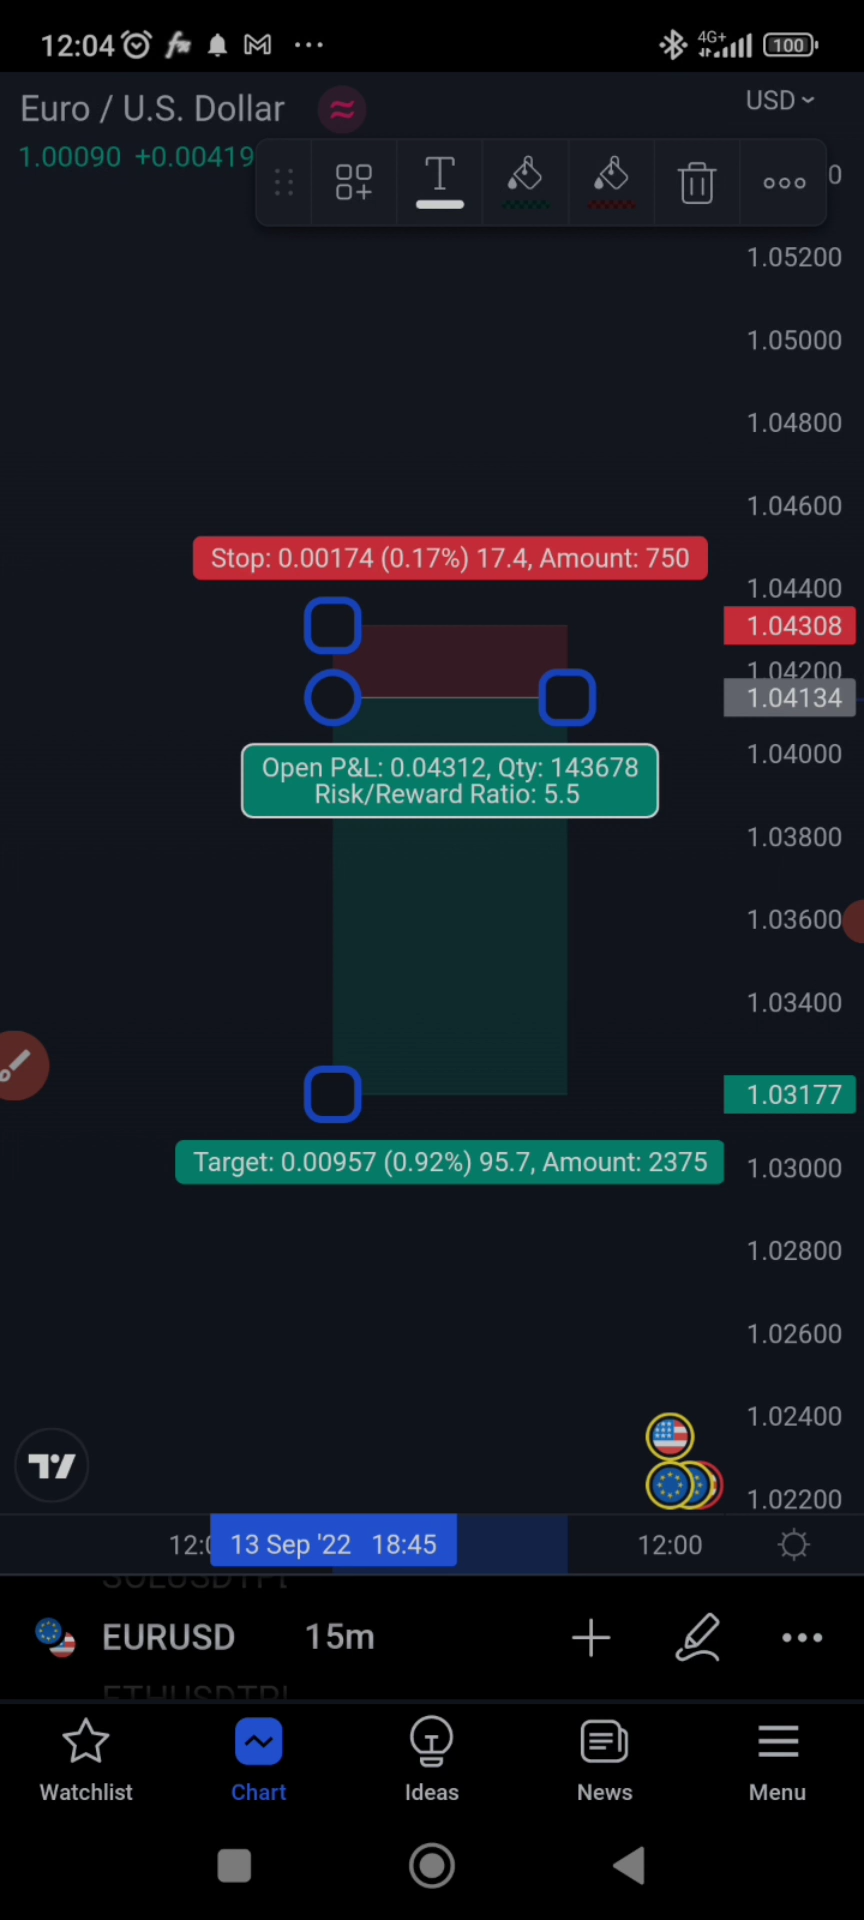 12:04
4G+
100
Euro / U.S. Dollar
USD
1.00090 +0.00419
T
0
1.05200
1.05000
1.04800
1.04600
Stop: 0.00174 (0.17%) 17.4, Amount: 750
1.04400
1.04308
1.04200
1.04134
1.04000
Open P&L: 0.04312, Qty: 143678
Risk/Reward Ratio: 5.5
1.03800
1.03600
1.03400
1.03177
Target: 0.00957 (0.92%) 95.7, Amount: 2375
1.03000
1.02800
1.02600
1.02400
1.02200
12:0
13 Sep '22 18:45
12:00
EURUSD 15m
Watchlist
Chart
Ideas
News
Menu